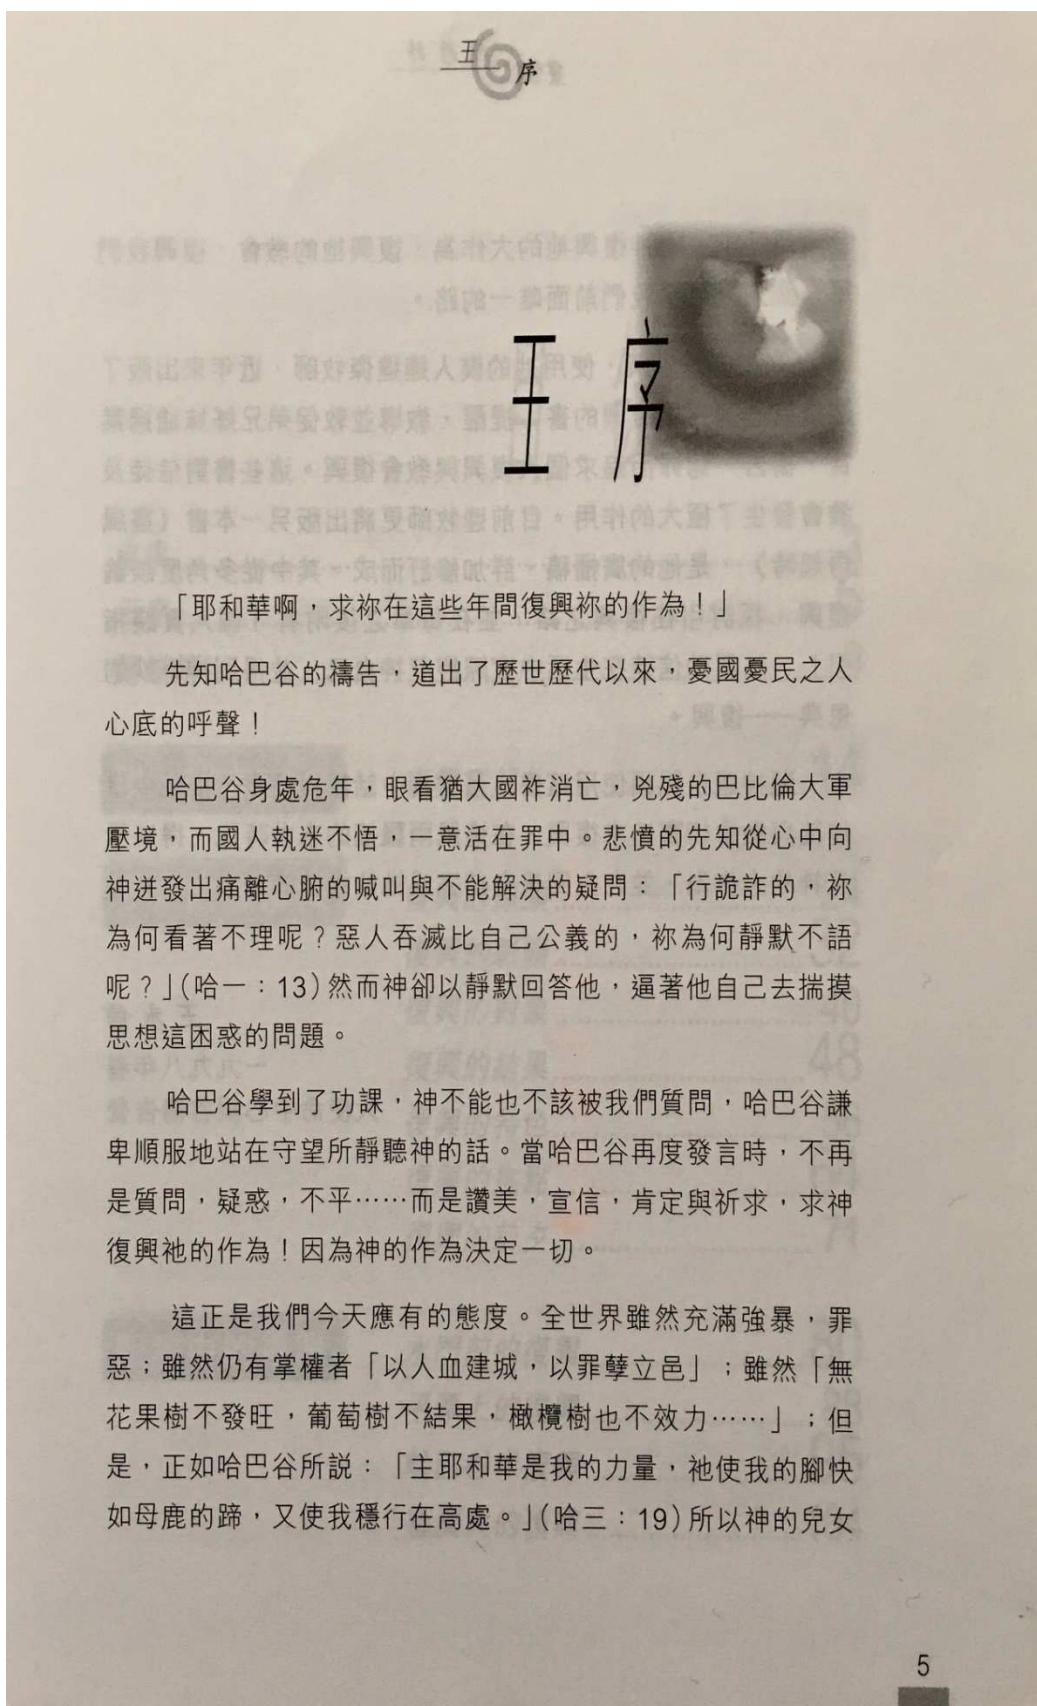 王序
王序
「耶和華啊，求祢在這些年間復興祢的作為！」
先知哈巴谷的禱告，道出了歷世歷代以來，憂國憂民之人
心底的呼聲！
哈巴谷身處危年，眼看猶大國祚消亡，兇殘的巴比倫大軍
壓境，而國人執迷不悟，一意活在罪中。悲憤的先知從心中向
神迸發出痛離心腑的喊叫與不能解決的疑問：「行詭詐的，祢
為何看著不理呢？惡人吞滅比自己公義的，祢為何靜默不語
呢？」（哈一：13）然而神卻以靜默回答他，逼著他自己去揣摸
思想這困惑的問題。
哈巴谷學到了功課，神不能也不該被我們質問，哈巴谷謙
卑順服地站在守望所靜聽神的話。當哈巴谷再度發言時，不再
是質問，疑惑，不平……而是讚美，宣信，肯定與祈求，求神
復興祂的作為！因為神的作為決定一切。
這正是我們今天應有的態度。全世界雖然充滿強暴，罪
惡；雖然仍有掌權者「以人血建城，以罪孽立邑」；雖然「無
花果樹不發旺，葡萄樹不結果，橄欖樹也不效力……」；但
是，正如哈巴谷所說：「主耶和華是我的力量，祂使我的腳快
如母鹿的蹄，又使我穩行在高處。」（哈三：19）所以神的兒女
5